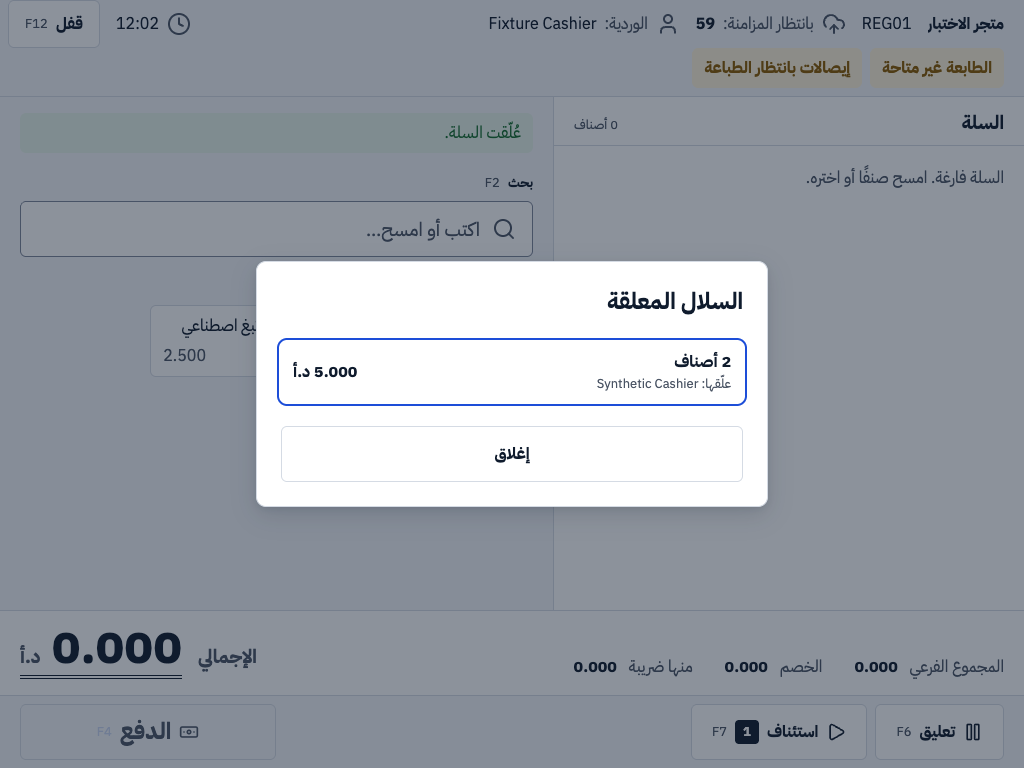 متجر الاختبار REG01 بانتظار المزامنة: 59 الوردية: Fixture Cashier 12:02 قفل F12
الطابعة غير متاحة إيصالات بانتظار الطباعة
السلة 0 أصناف
السلة فارغة. امسح صنفًا أو اختره.
عُلّقت السلة.
بحث F2
اكتب أو امسح...
اصطناعي
2.500
السلال المعلقة
2 أصناف
علّقها: Synthetic Cashier
5.000 د.أ
إغلاق
المجموع الفرعي 0.000 الخصم 0.000 منها ضريبة 0.000
الإجمالي 0.000 د.أ
تعليق F6 استئناف 1 F7 الدفع F4